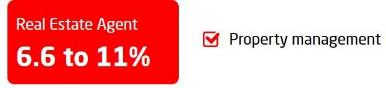 Real Estate Agent
6.6 to 11%
Property management